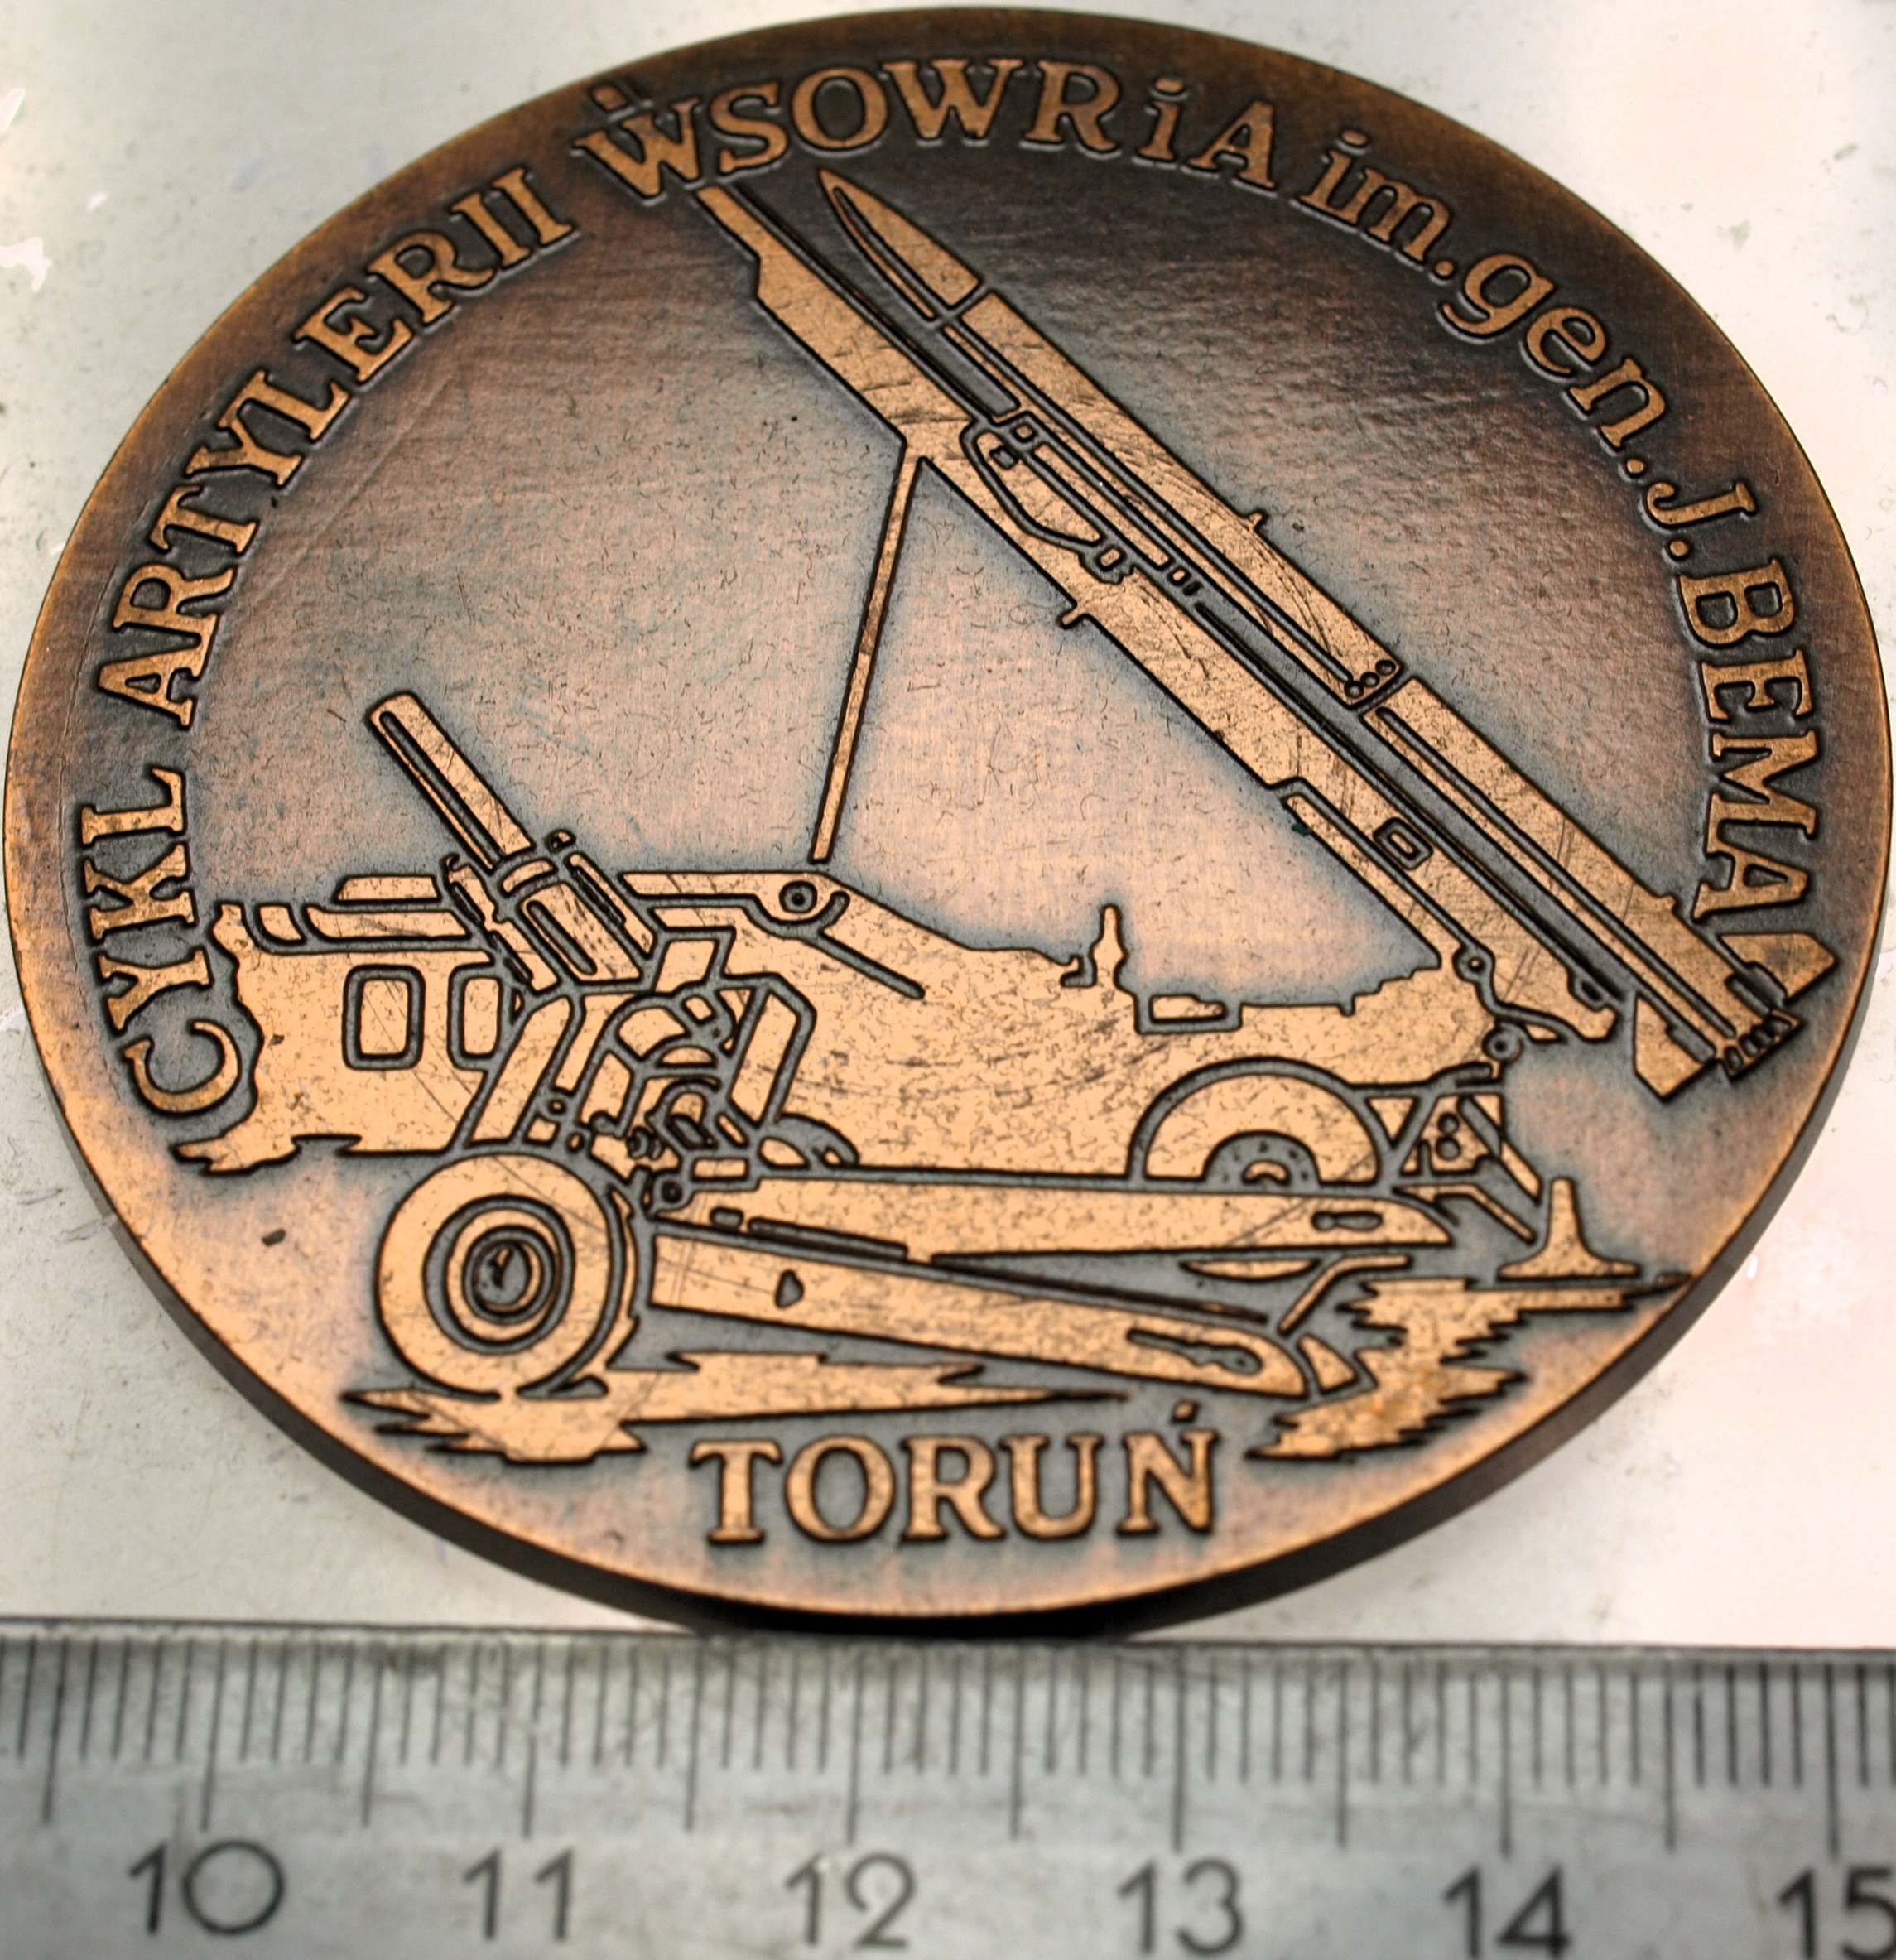 CYKL ARTYLERII WSOWRiA im.gen.J.BEMA
TORUŃ
10 11 12 13 14 15